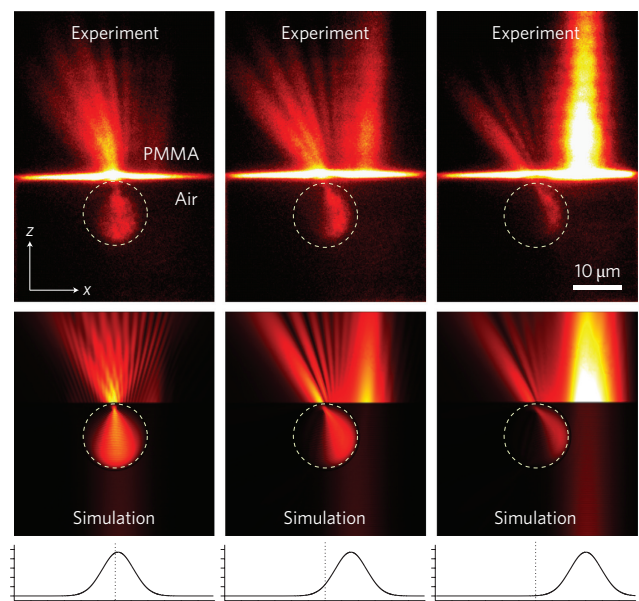 Experiment
Experiment
Experiment
PMMA
Air
z
x
10 µm
Simulation
Simulation
Simulation